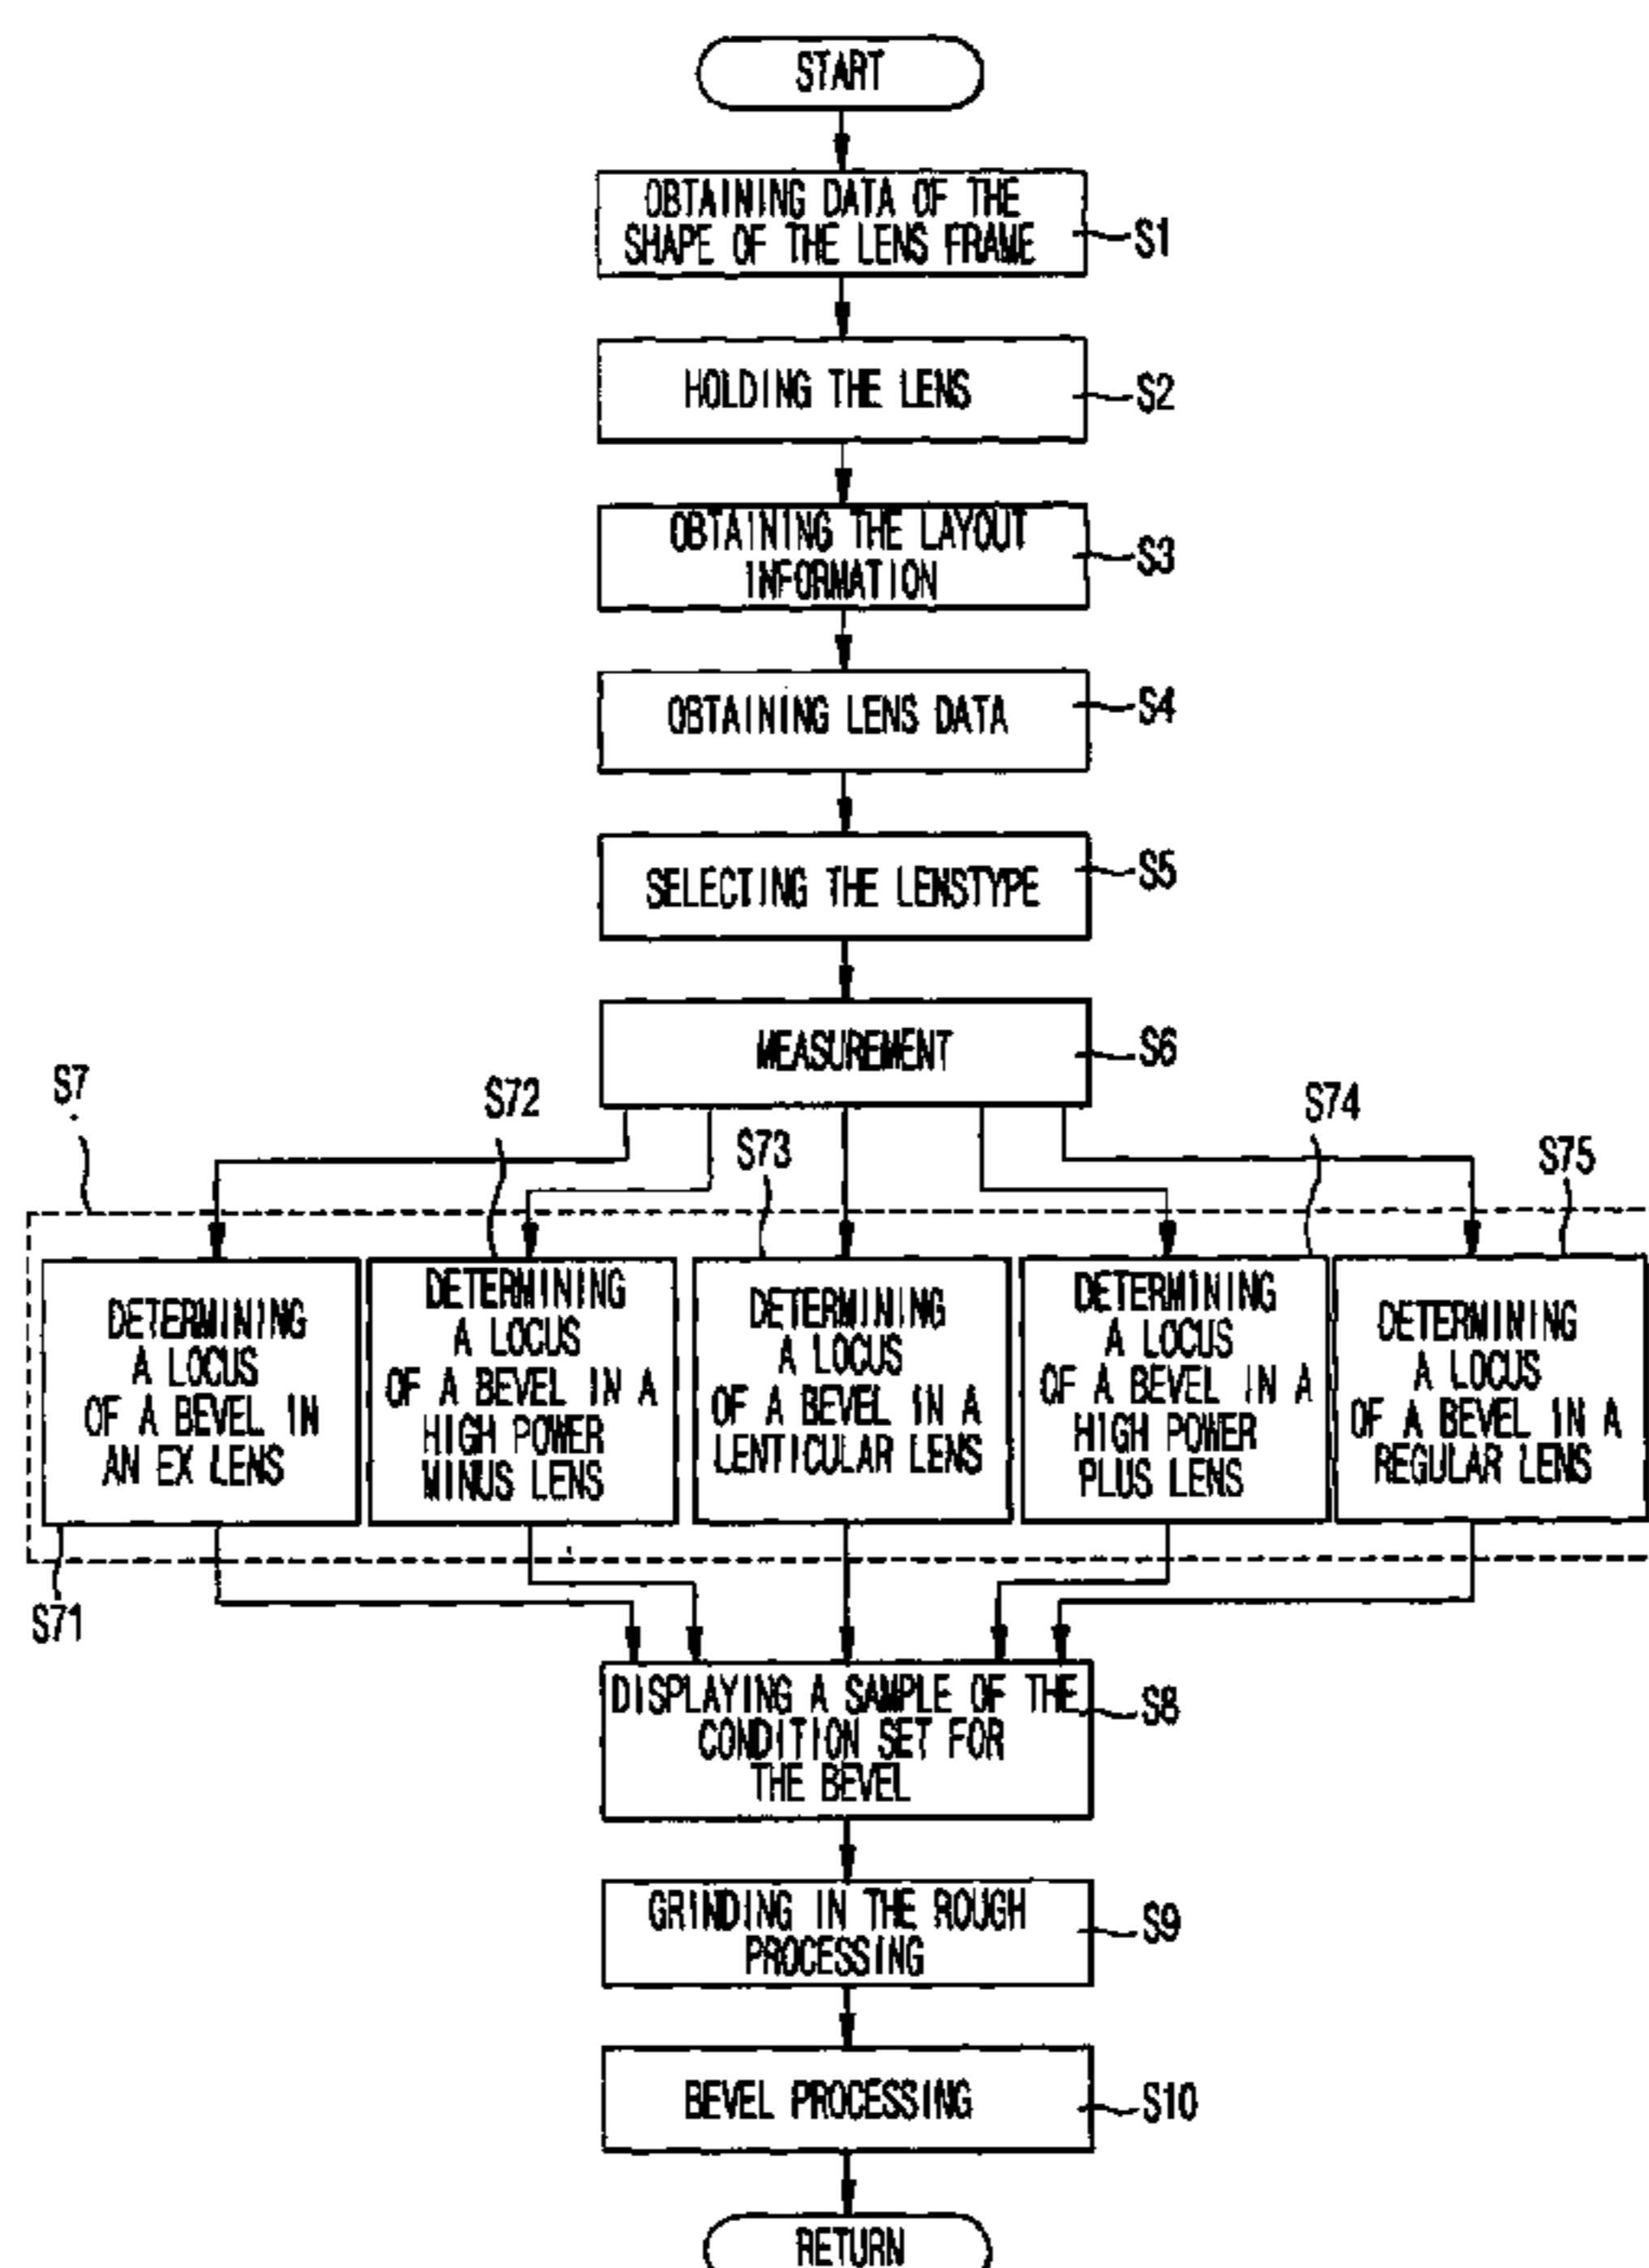 START
OBTAINING DATA OF THE
SHAPE OF THE LENS FRAME
S1
HOLDING THE LENS
S2
OBTAINING THE LAYOUT
INFORMATION
S3
OBTAINING LENS DATA
S4
SELECTING THE LENSTYPE
S5
MEASUREMENT
S6
S7
S72
S73
S74
S75
DETERMINING
A LOCUS
OF A BEVEL IN
AN EX LENS
DETERMINING
A LOCUS
OF A BEVEL IN A
HIGH POWER
MINUS LENS
DETERMINING
A LOCUS
OF A BEVEL IN A
LENTICULAR LENS
DETERMINING
A LOCUS
OF A BEVEL IN A
HIGH POWER
PLUS LENS
DETERMINING
A LOCUS
OF A BEVEL IN A
REGULAR LENS
S71
DISPLAYING A SAMPLE OF THE
CONDITION SET FOR
THE BEVEL
S8
GRINDING IN THE ROUGH
PROCESSING
S9
BEVEL PROCESSING
S10
RETURN